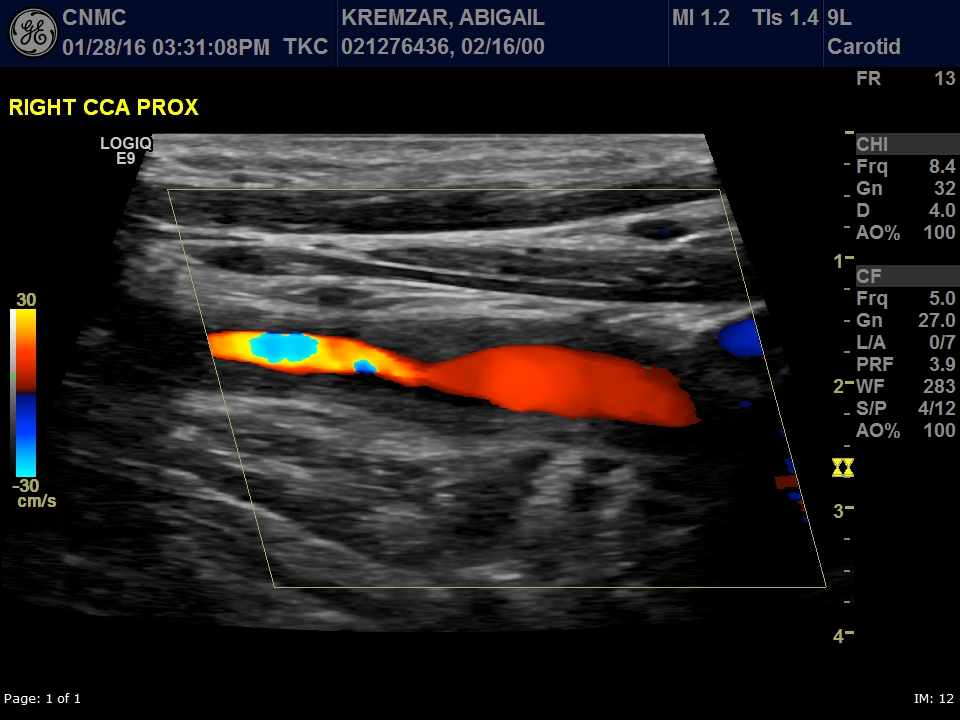 CNMC
01/28/16 03:31:08PM TKC
KREMZAR, ABIGAIL
021276436, 02/16/00
MI 1.2 TIs 1.4
9L
Carotid
FR 13
RIGHT CCA PROX
LOGIQ
E9
CHI
Frq 8.4
Gn 32
D 4.0
AO% 100
CF
Frq 5.0
Gn 27.0
L/A 0/7
PRF 3.9
WF 283
S/P 4/12
AO% 100
30
-30
cm/s
1
2
3
4
Page: 1 of 1
IM: 12